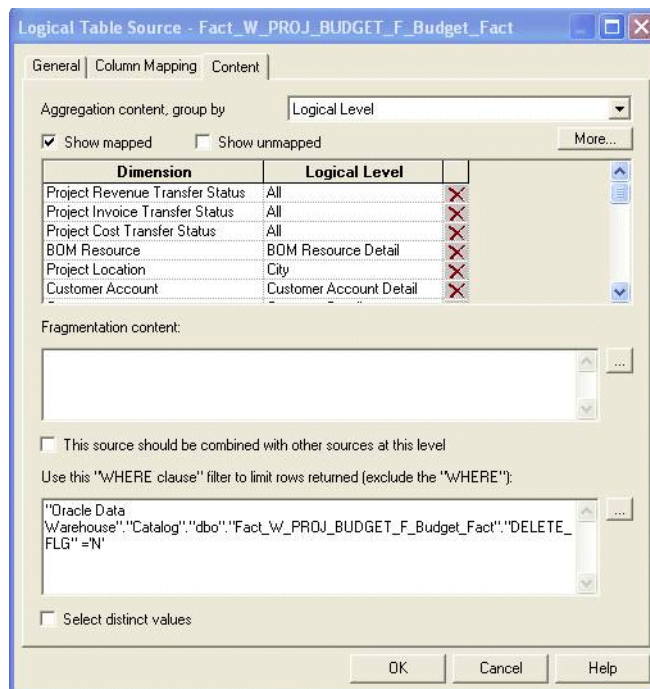 Logical Table Source - Fact_W_PROJ_BUDGET_F_Budget_Fact
General Column Mapping Content
Aggregation content, group by Logical Level
Show mapped Show unmapped More...
Dimension Logical Level
Project Revenue Transfer Status All
Project Invoice Transfer Status All
Project Cost Transfer Status All
BOM Resource BOM Resource Detail
Project Location City
Customer Account Customer Account Detail
Fragmentation content:
...
This source should be combined with other sources at this level
Use this "WHERE clause" filter to limit rows returned (exclude the "WHERE"):
"Oracle Data
Warehouse"."Catalog"."dbo"."Fact_W_PROJ_BUDGET_F_Budget_Fact"."DELETE_
FLG" ='N'
...
Select distinct values
OK Cancel Help